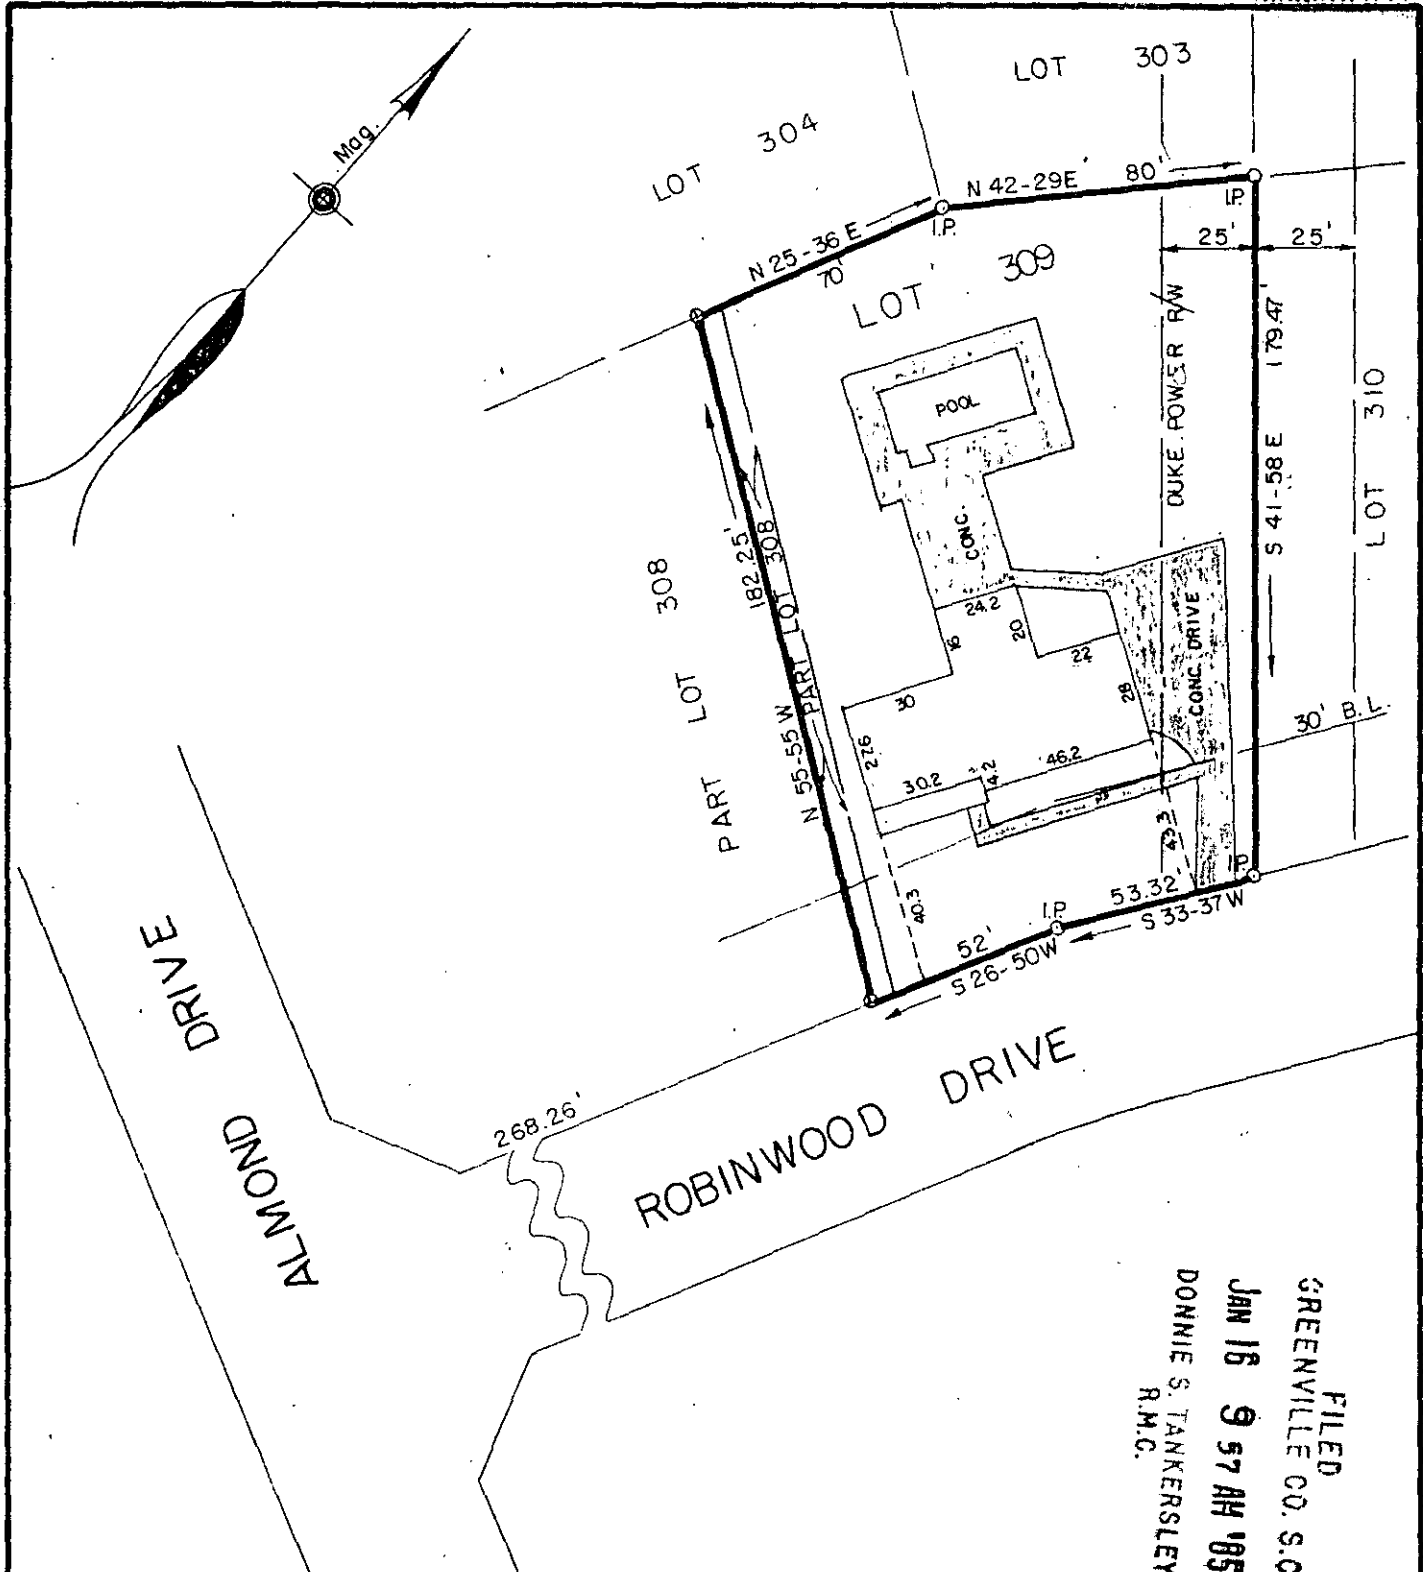 Mag.
LOT 303
LOT 304
N 42-29E 80'
I.P.
I.P.
N 25-36 E
70'
25' 25'
LOT 309
DUKE POWER R/W
S 41-58 E 179.47'
LOT 310
POOL
CONC.
PART LOT 308
182.25'
N 55-55 W
PART LOT 308
24.2
16
20
22
28
30
27.6
30.2
4.2
46.2
CONC. DRIVE
30' B. L.
43.3
40.3
I.P.
53.32'
S 33-37 W
I.P.
52'
S 26-50W
ALMOND DRIVE
268.26'
ROBINWOOD DRIVE
FILED
GREENVILLE CO. S.C
JAN 16 9 57 AM '85
DONNIE S. TANKERSLEY
R.M.C.